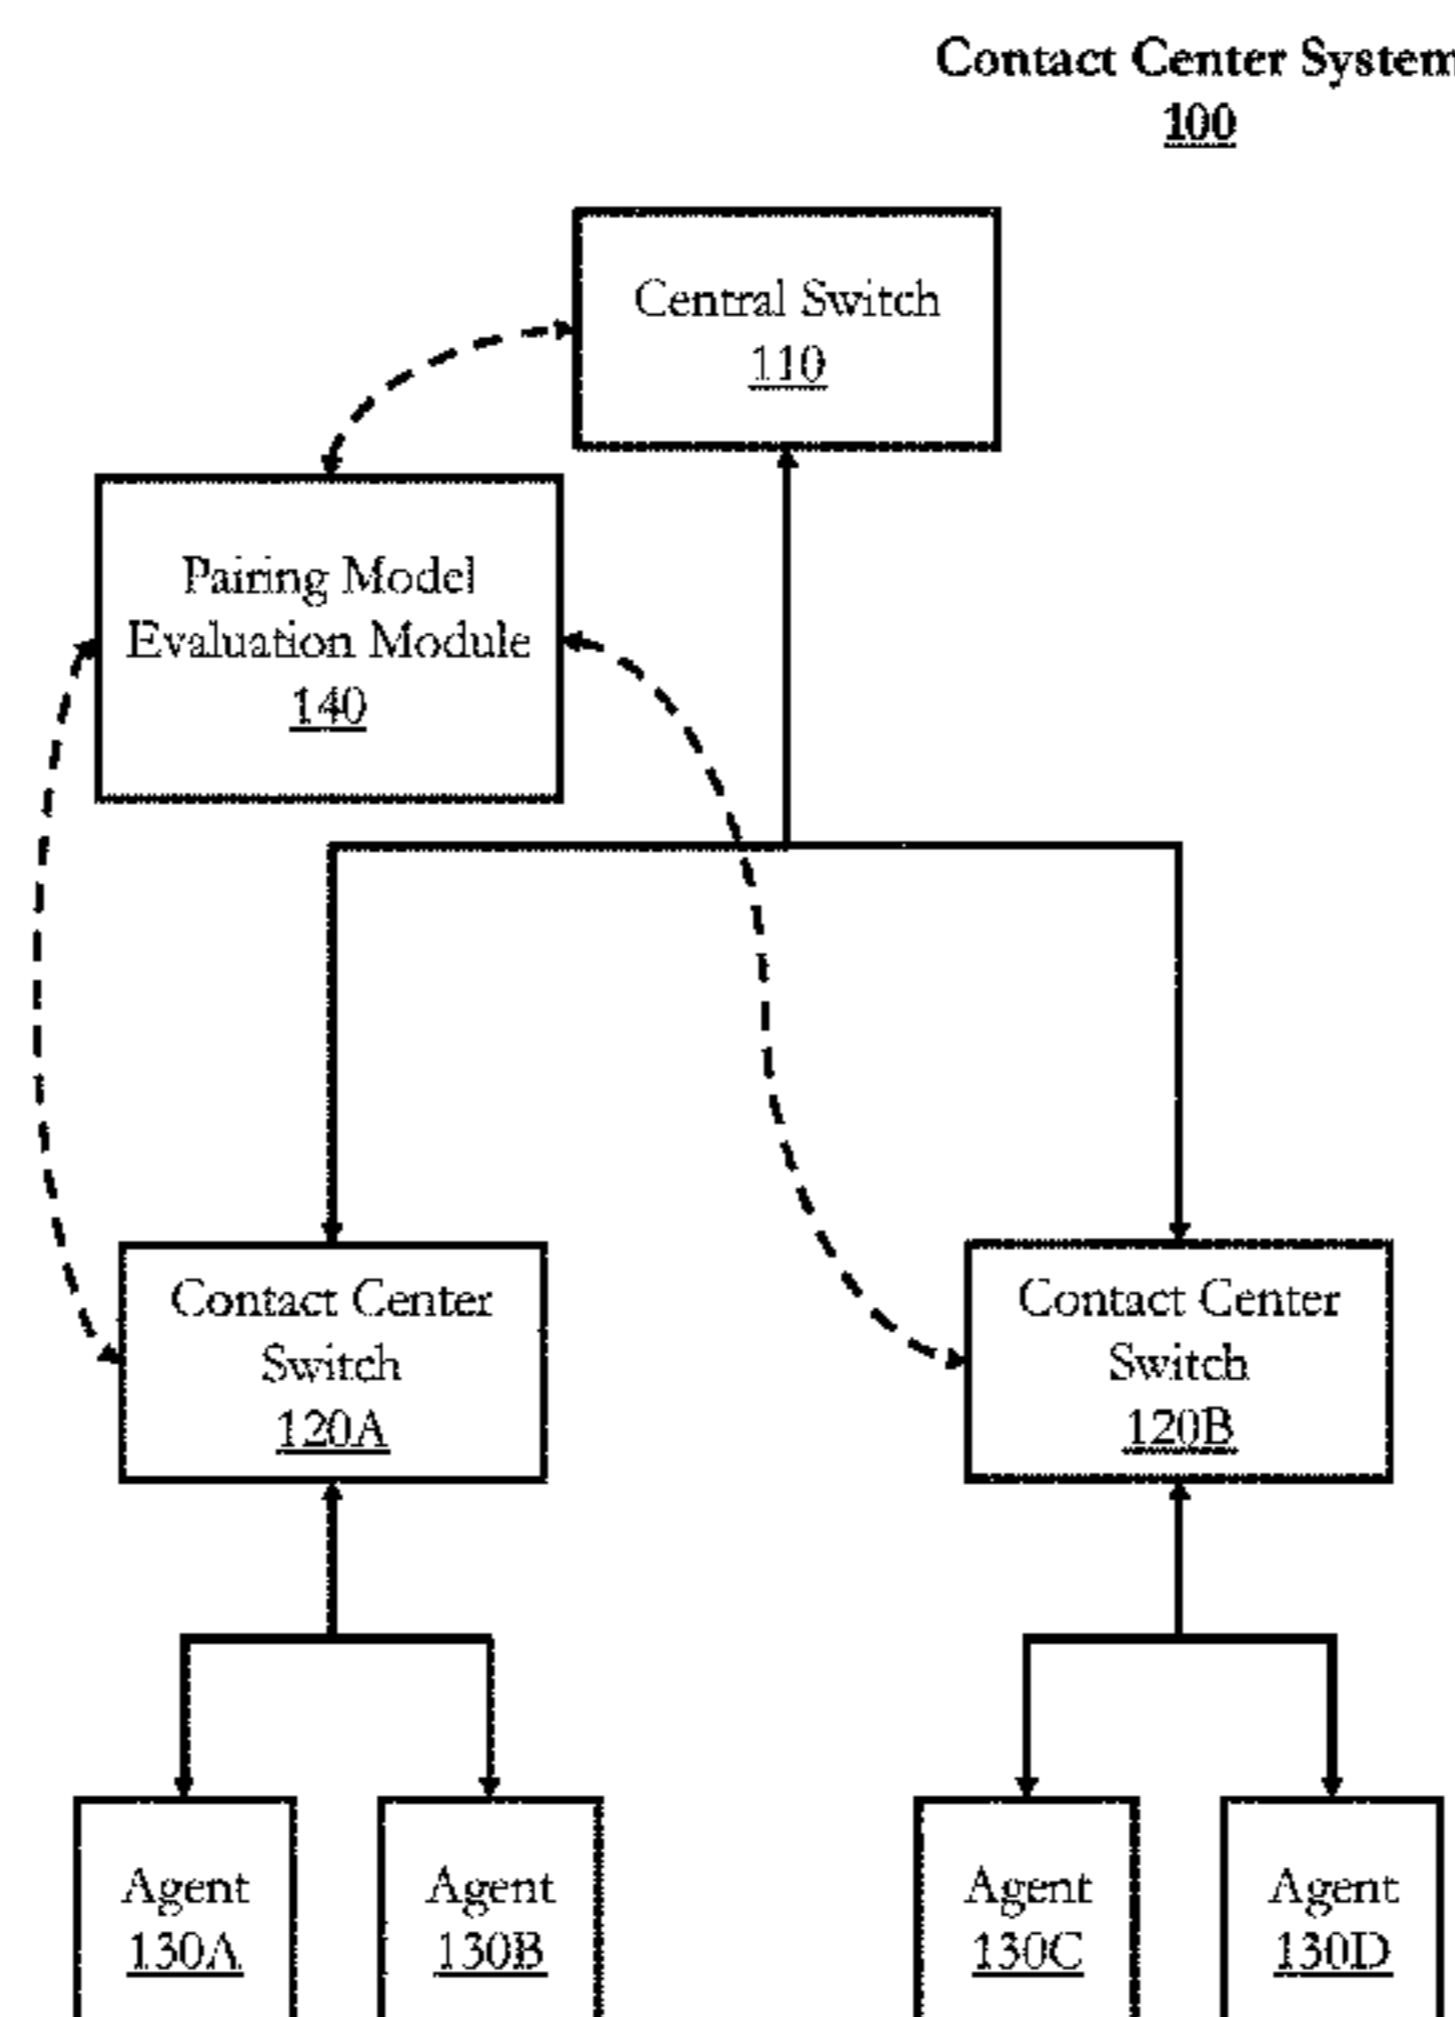 Contact Center System
100
Central Switch
110
Pairing Model
Evaluation Module
140
Contact Center
Switch
120A
Contact Center
Switch
120B
Agent
130A
Agent
130B
Agent
130C
Agent
130D